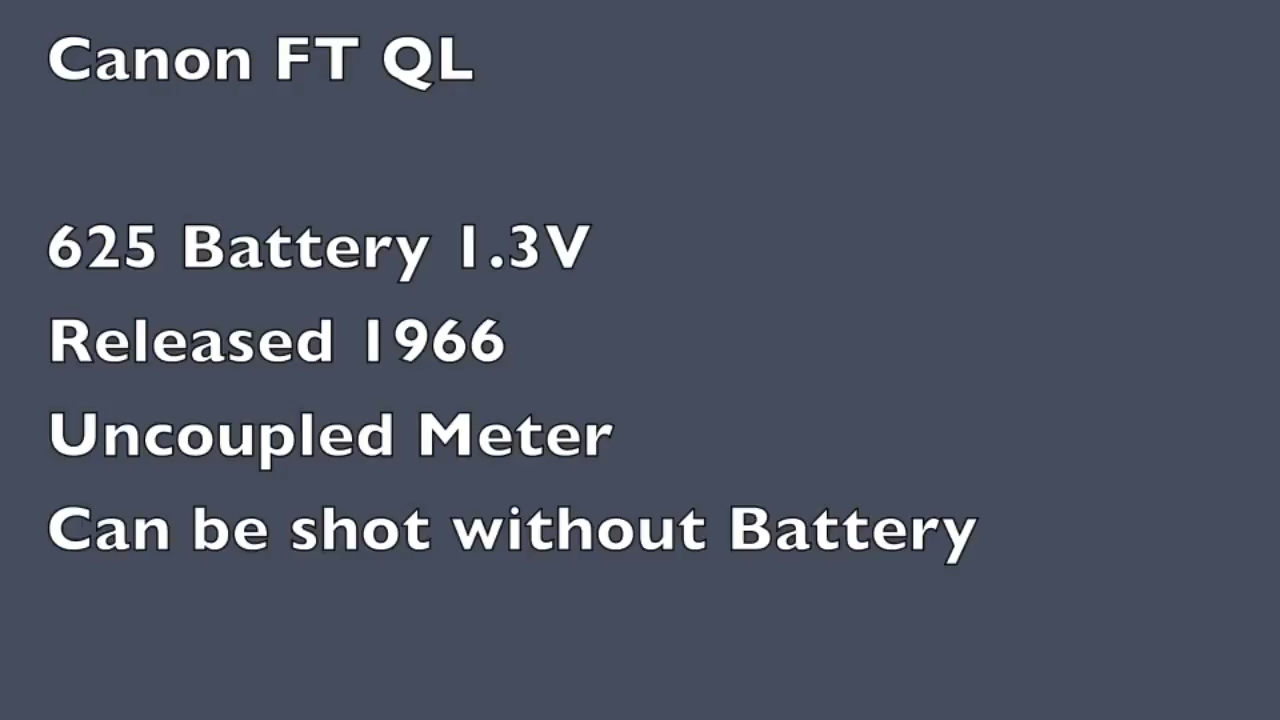 Canon FT QL
625 Battery 1.3V
Released 1966
Uncoupled Meter
Can be shot without Battery